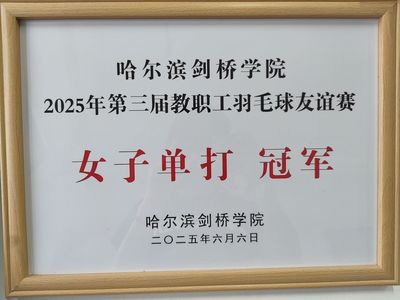 哈尔滨剑桥学院
2025年第三届教职工羽毛球友谊赛
女子单打 冠军
哈尔滨剑桥学院
二〇二五年六月六日